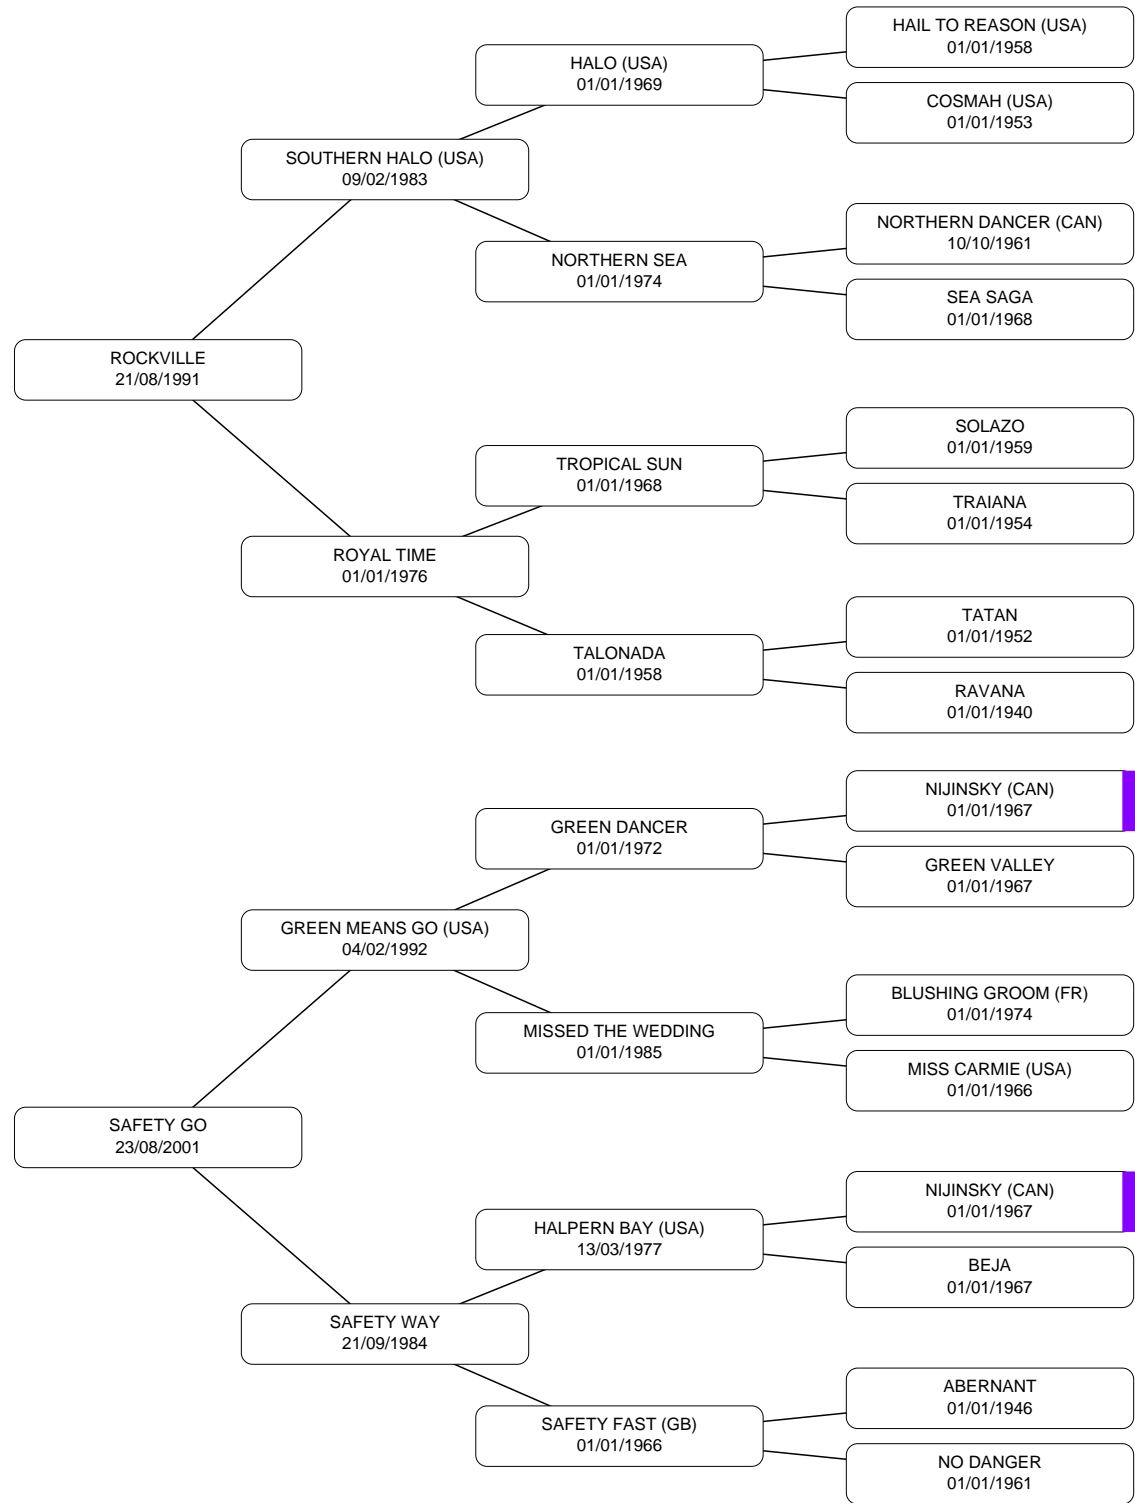 HAIL TO REASON (USA)
01/01/1958
HALO (USA)
01/01/1969
COSMAH (USA)
01/01/1953
SOUTHERN HALO (USA)
09/02/1983
NORTHERN DANCER (CAN)
10/10/1961
NORTHERN SEA
01/01/1974
SEA SAGA
01/01/1968
ROCKVILLE
21/08/1991
SOLAZO
01/01/1959
TROPICAL SUN
01/01/1968
TRAIANA
01/01/1954
ROYAL TIME
01/01/1976
TATAN
01/01/1952
TALONADA
01/01/1958
RAVANA
01/01/1940
NIJINSKY (CAN)
01/01/1967
GREEN DANCER
01/01/1972
GREEN VALLEY
01/01/1967
GREEN MEANS GO (USA)
04/02/1992
BLUSHING GROOM (FR)
01/01/1974
MISSED THE WEDDING
01/01/1985
MISS CARMIE (USA)
01/01/1966
SAFETY GO
23/08/2001
NIJINSKY (CAN)
01/01/1967
HALPERN BAY (USA)
13/03/1977
BEJA
01/01/1967
SAFETY WAY
21/09/1984
ABERNANT
01/01/1946
SAFETY FAST (GB)
01/01/1966
NO DANGER
01/01/1961